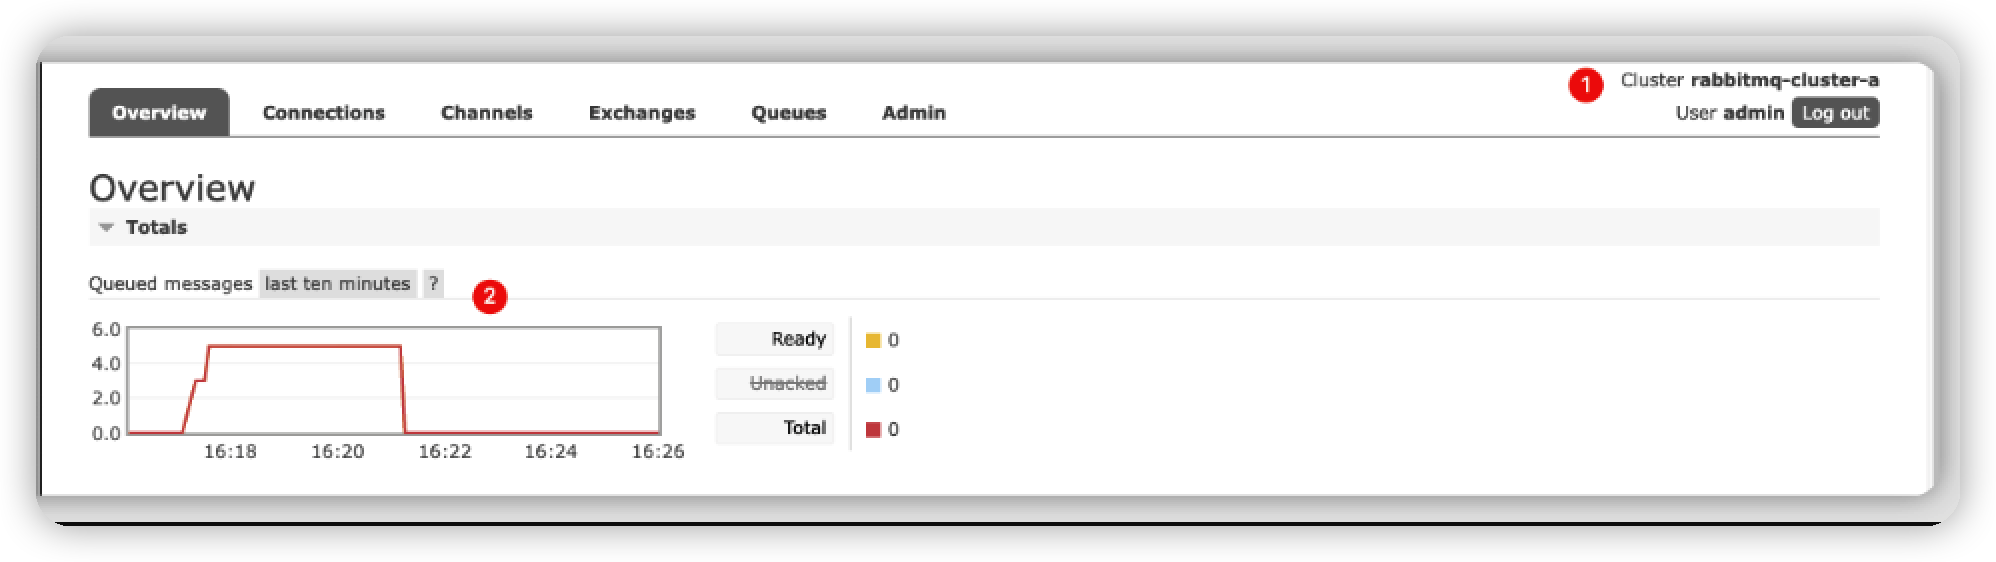 1 Cluster rabbitmq-cluster-a
Overview Connections Channels Exchanges Queues Admin User admin Log out
Overview
Totals
Queued messages last ten minutes ? 2
6.0
4.0
2.0
0.0
16:18 16:20 16:22 16:24 16:26
Ready 0
Unacked 0
Total 0